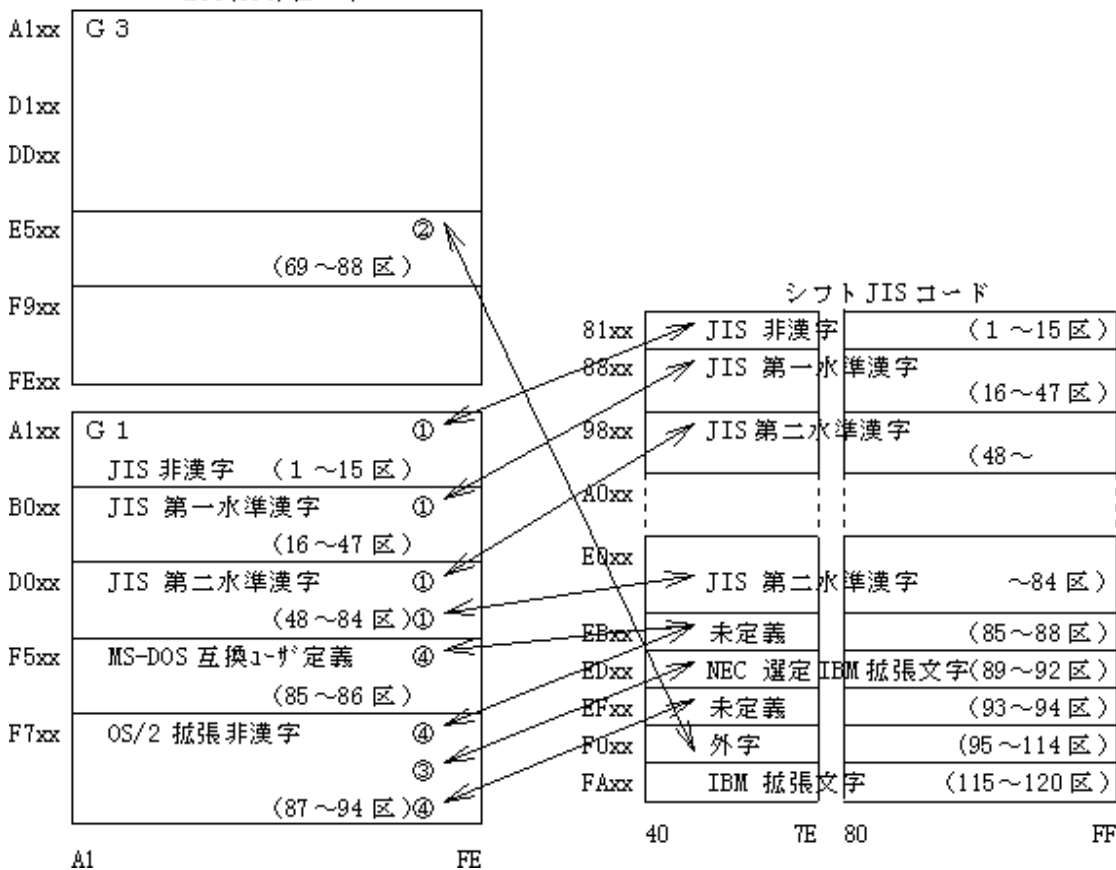 A1xx G3
D1xx
DDxx
E5xx ②
(69～88 区)
F9xx
FExx
A1xx G1 ①
JIS 非漢字 (1～15 区)
B0xx JIS 第一水準漢字 ①
(16～47 区)
D0xx JIS 第二水準漢字 ①
(48～84 区)①
F5xx MS-DOS 互換ユーザ定義 ④
(85～86 区)
F7xx OS/2 拡張非漢字 ④
③
(87～94 区)④
A1 FE
シフト JIS コード
81xx JIS 非漢字 (1～15 区)
88xx JIS 第一水準漢字
(16～47 区)
98xx JIS 第二水準漢字
(48～
A0xx
E0xx
JIS 第二水準漢字 ～84 区)
EBxx 未定義 (85～88 区)
EDxx NEC 選定 IBM 拡張文字(89～92 区)
EFxx 未定義 (93～94 区)
F0xx 外字 (95～114 区)
FAxx IBM 拡張文字 (115～120 区)
40 7E 80 FF